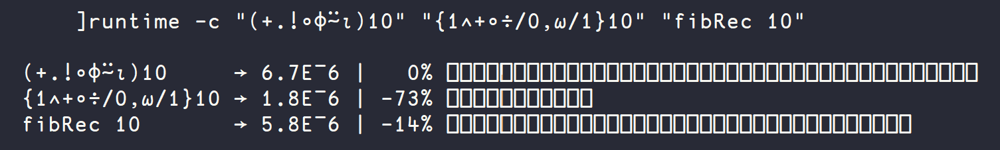 ]runtime -c "(+.!∘⌽⍨⍳)10" "{1∧+∘÷/0,⍵/1}10" "fibRec 10"
(+.!∘⌽⍨⍳)10 → 6.7E¯6 | 0% ⎕⎕⎕⎕⎕⎕⎕⎕⎕⎕⎕⎕⎕⎕⎕⎕⎕⎕⎕⎕⎕⎕⎕⎕⎕⎕⎕⎕⎕⎕⎕⎕⎕⎕⎕⎕⎕⎕⎕⎕
{1∧+∘÷/0,⍵/1}10 → 1.8E¯6 | -73% ⎕⎕⎕⎕⎕⎕⎕⎕⎕⎕⎕
fibRec 10 → 5.8E¯6 | -14% ⎕⎕⎕⎕⎕⎕⎕⎕⎕⎕⎕⎕⎕⎕⎕⎕⎕⎕⎕⎕⎕⎕⎕⎕⎕⎕⎕⎕⎕⎕⎕⎕⎕⎕⎕